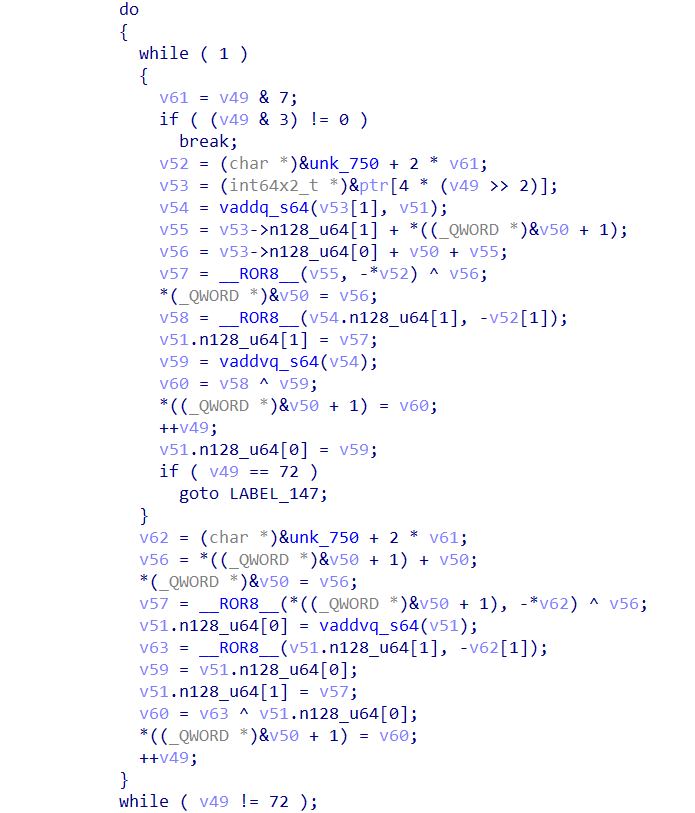 do
{
while ( 1 )
{
v61 = v49 & 7;
if ( (v49 & 3) != 0 )
break;
v52 = (char *)&unk_750 + 2 * v61;
v53 = (int64x2_t *)&ptr[4 * (v49 >> 2)];
v54 = vaddq_s64(v53[1], v51);
v55 = v53->n128_u64[1] + *((_QWORD *)&v50 + 1);
v56 = v53->n128_u64[0] + v50 + v55;
v57 = __ROR8__(v55, -*v52) ^ v56;
*(_QWORD *)&v50 = v56;
v58 = __ROR8__(v54.n128_u64[1], -v52[1]);
v51.n128_u64[1] = v57;
v59 = vaddvq_s64(v54);
v60 = v58 ^ v59;
*((_QWORD *)&v50 + 1) = v60;
++v49;
v51.n128_u64[0] = v59;
if ( v49 == 72 )
goto LABEL_147;
}
v62 = (char *)&unk_750 + 2 * v61;
v56 = *((_QWORD *)&v50 + 1) + v50;
*(_QWORD *)&v50 = v56;
v57 = __ROR8__(*((_QWORD *)&v50 + 1), -*v62) ^ v56;
v51.n128_u64[0] = vaddvq_s64(v51);
v63 = __ROR8__(v51.n128_u64[1], -v62[1]);
v59 = v51.n128_u64[0];
v51.n128_u64[1] = v57;
v60 = v63 ^ v51.n128_u64[0];
*((_QWORD *)&v50 + 1) = v60;
++v49;
}
while ( v49 != 72 );